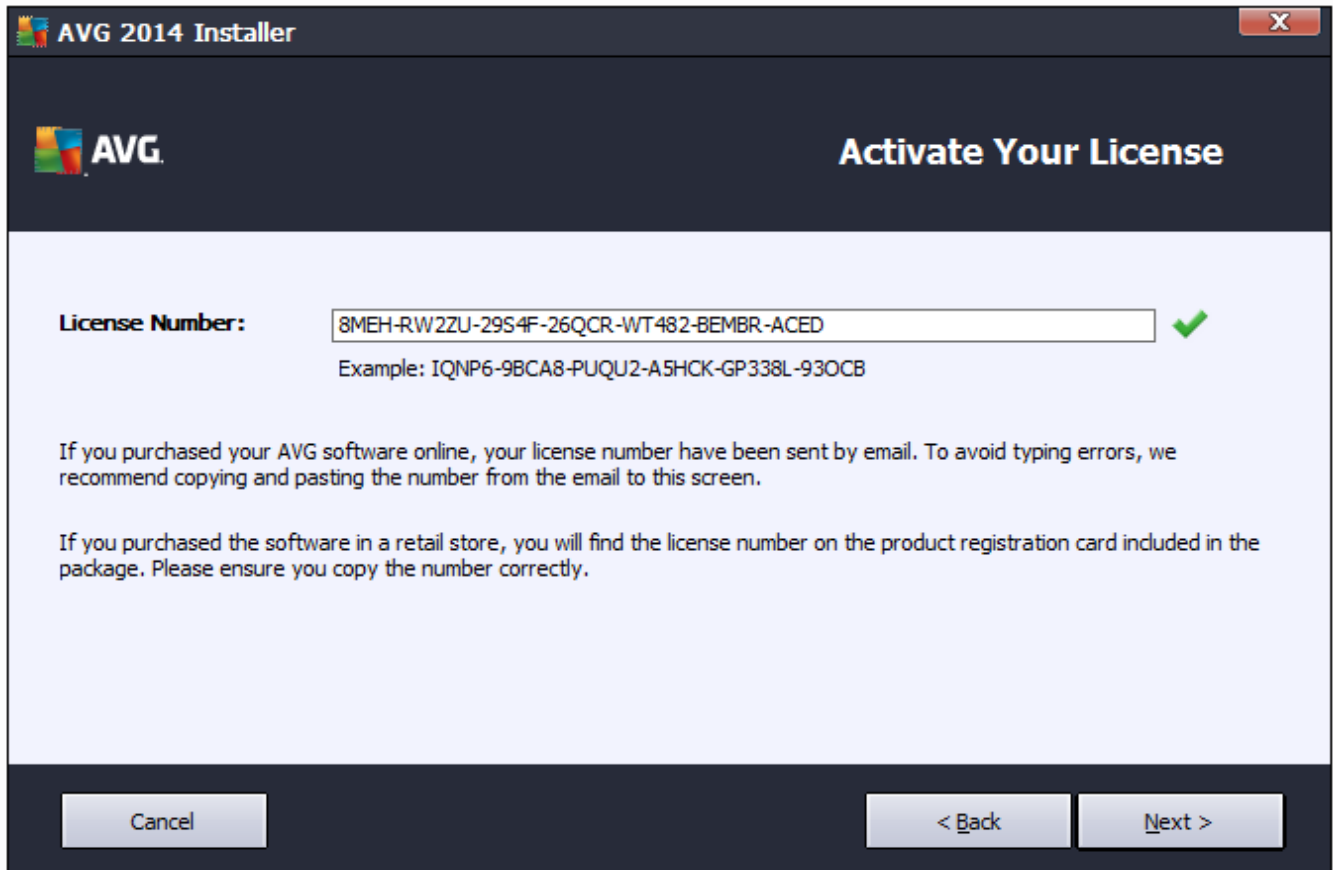 AVG 2014 Installer
AVG.
Activate Your License
License Number:
8MEH-RW2ZU-29S4F-26QCR-WT482-BEMBR-ACED
Example: IQNP6-9BCA8-PUQU2-A5HCK-GP338L-93OCB
If you purchased your AVG software online, your license number have been sent by email. To avoid typing errors, we
recommend copying and pasting the number from the email to this screen.
If you purchased the software in a retail store, you will find the license number on the product registration card included in the
package. Please ensure you copy the number correctly.
Cancel
< Back
Next >